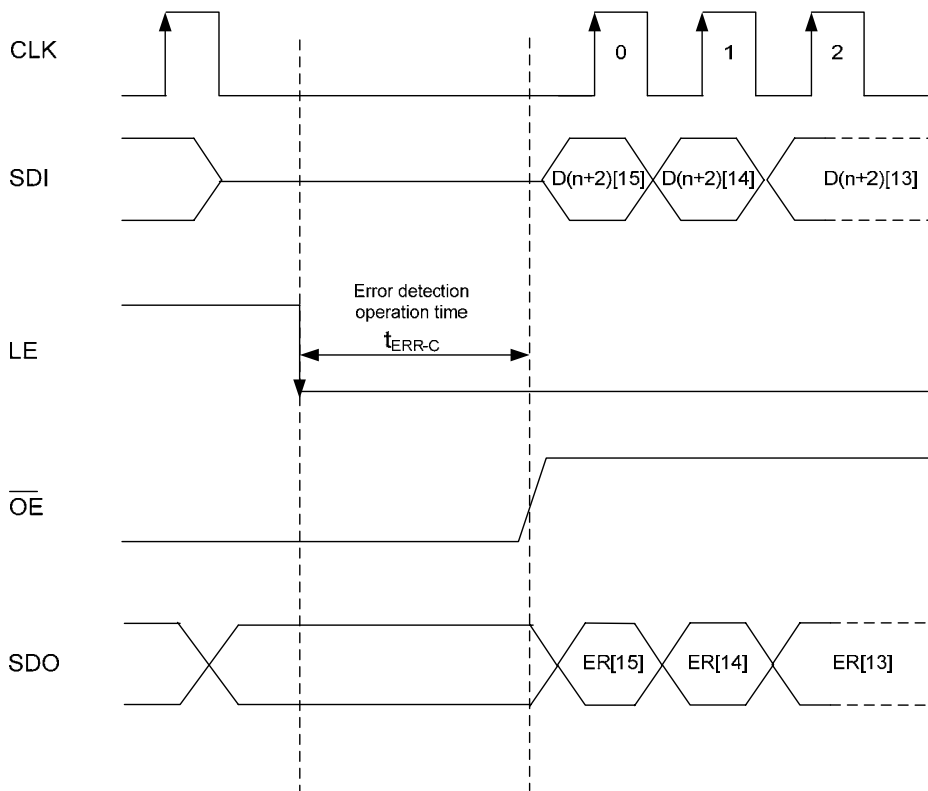 CLK
0
1
2
SDI
D(n+2)[15]
D(n+2)[14]
D(n+2)[13]
Error detection
operation time
tERR-C
LE
OE
SDO
ER[15]
ER[14]
ER[13]